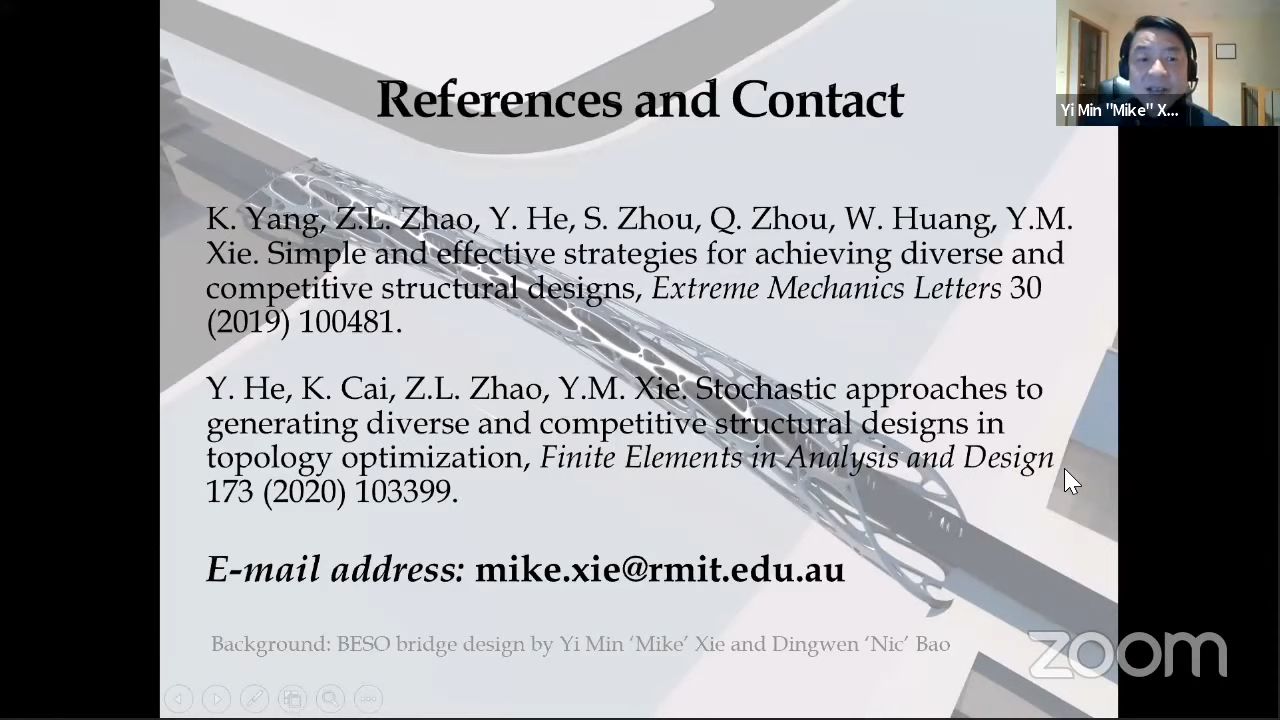 References and Contact
Yi Min "Mike" X...
K. Yang, Z.L. Zhao, Y. He, S. Zhou, Q. Zhou, W. Huang, Y.M.
Xie. Simple and effective strategies for achieving diverse and
competitive structural designs, Extreme Mechanics Letters 30
(2019) 100481.
Y. He, K. Cai, Z.L. Zhao, Y.M. Xie. Stochastic approaches to
generating diverse and competitive structural designs in
topology optimization, Finite Elements in Analysis and Design
173 (2020) 103399.
E-mail address: mike.xie@rmit.edu.au
Background: BESO bridge design by Yi Min ‘Mike’ Xie and Dingwen ‘Nic’ Bao
zoom